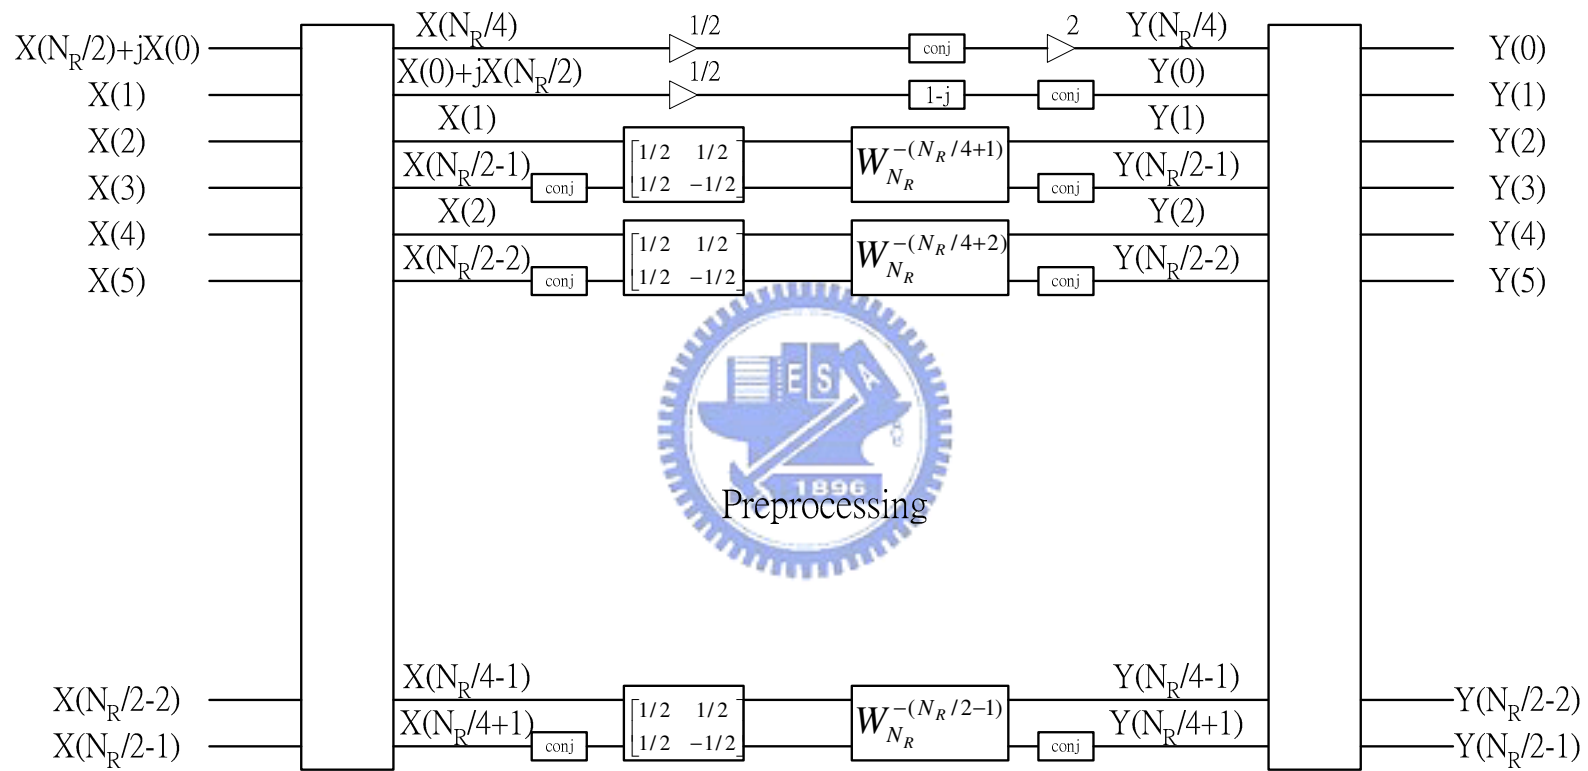 X(N_R/2)+jX(0) X(N_R/4) 1/2 conj 2 Y(N_R/4) Y(0)
X(1) X(0)+jX(N_R/2) 1/2 1-j conj Y(0) Y(1)
X(2) X(1) 1/2 1/2 W_{N_R}^{-(N_R/4+1)} Y(1) Y(2)
X(3) X(N_R/2-1) conj 1/2 -1/2 conj Y(N_R/2-1) Y(3)
X(4) X(2) 1/2 1/2 W_{N_R}^{-(N_R/4+2)} Y(2) Y(4)
X(5) X(N_R/2-2) conj 1/2 -1/2 conj Y(N_R/2-2) Y(5)
E S A
1896
Preprocessing
X(N_R/2-2) X(N_R/4-1) 1/2 1/2 W_{N_R}^{-(N_R/2-1)} Y(N_R/4-1) Y(N_R/2-2)
X(N_R/2-1) X(N_R/4+1) conj 1/2 -1/2 conj Y(N_R/4+1) Y(N_R/2-1)